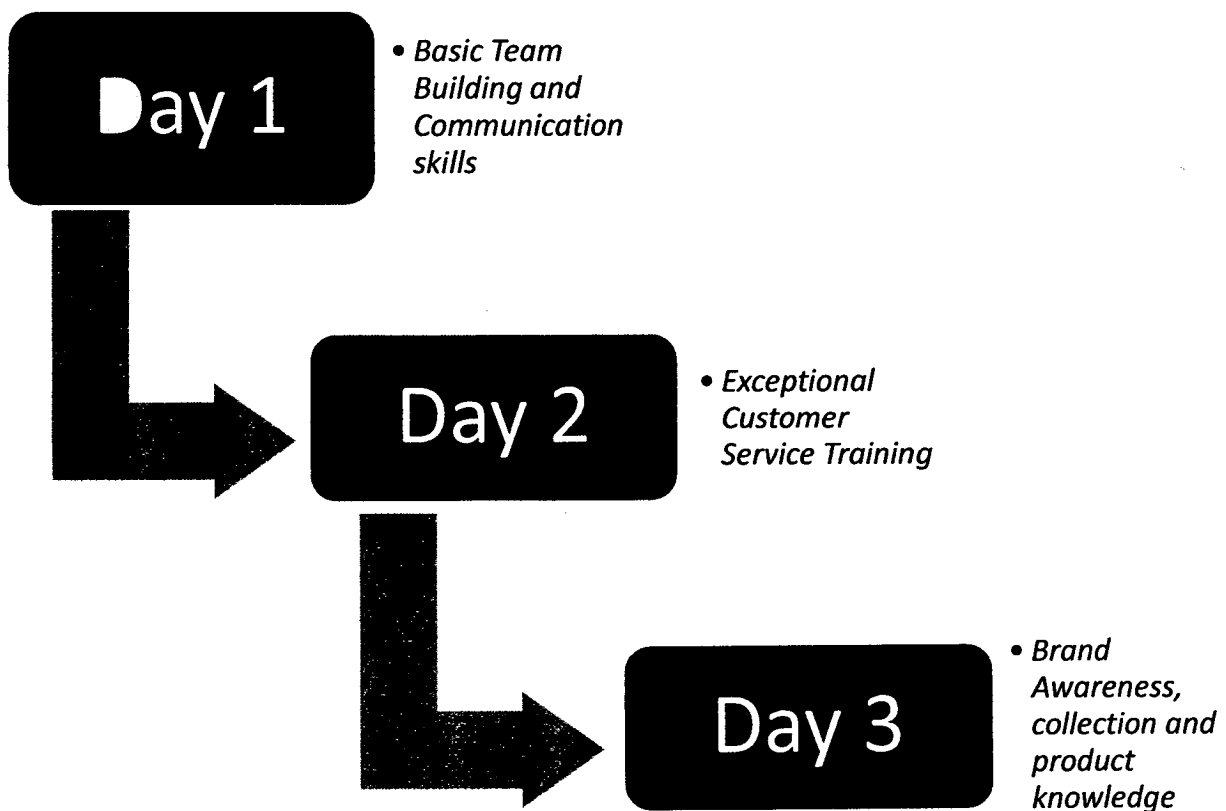 Day 1
• Basic Team
Building and
Communication
skills
Day 2
• Exceptional
Customer
Service Training
Day 3
• Brand
Awareness,
collection and
product
knowledge